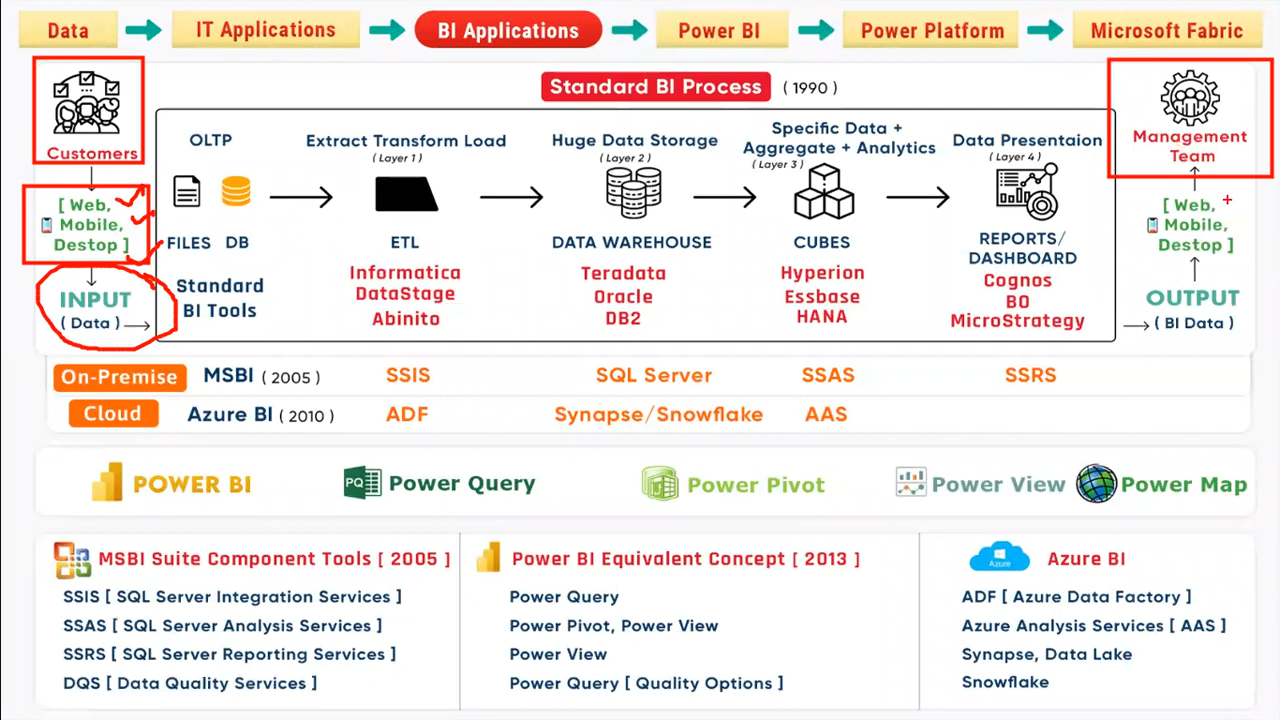 Data
IT Applications
BI Applications
Power BI
Power Platform
Microsoft Fabric
Standard BI Process ( 1990 )
Customers
[ Web,
Mobile,
Destop ]
INPUT
( Data )
OLTP
FILES DB
Standard
BI Tools
Extract Transform Load
( Layer 1 )
ETL
Informatica
DataStage
Abinito
Huge Data Storage
( Layer 2 )
DATA WAREHOUSE
Teradata
Oracle
DB2
Specific Data +
Aggregate + Analytics
( Layer 3 )
CUBES
Hyperion
Essbase
HANA
Data Presentaion
( Layer 4 )
REPORTS/
DASHBOARD
Cognos
BO
MicroStrategy
Management
Team
[ Web,
Mobile,
Destop ]
OUTPUT
( BI Data )
On-Premise MSBI ( 2005 ) SSIS SQL Server SSAS SSRS
Cloud Azure BI ( 2010 ) ADF Synapse/Snowflake AAS
POWER BI
PQ Power Query
Power Pivot
Power View
Power Map
MSBI Suite Component Tools [ 2005 ]
SSIS [ SQL Server Integration Services ]
SSAS [ SQL Server Analysis Services ]
SSRS [ SQL Server Reporting Services ]
DQS [ Data Quality Services ]
Power BI Equivalent Concept [ 2013 ]
Power Query
Power Pivot, Power View
Power View
Power Query [ Quality Options ]
Azure
Azure BI
ADF [ Azure Data Factory ]
Azure Analysis Services [ AAS ]
Synapse, Data Lake
Snowflake